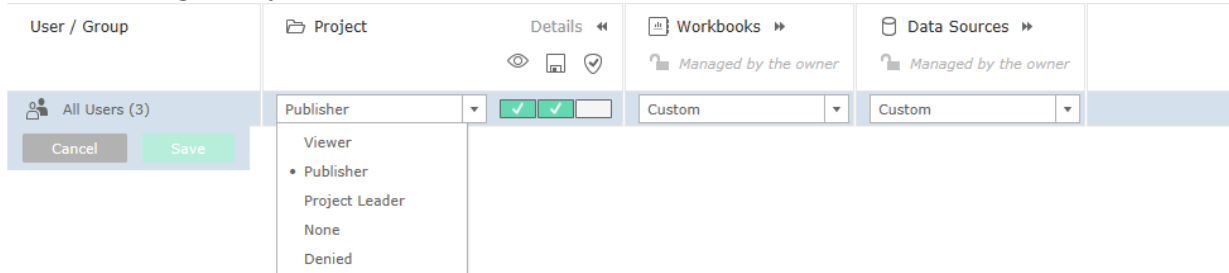 User / Group
Project
Details
Workbooks
Data Sources
Managed by the owner
Managed by the owner
All Users (3)
Publisher
Custom
Custom
Cancel
Save
Viewer
• Publisher
Project Leader
None
Denied